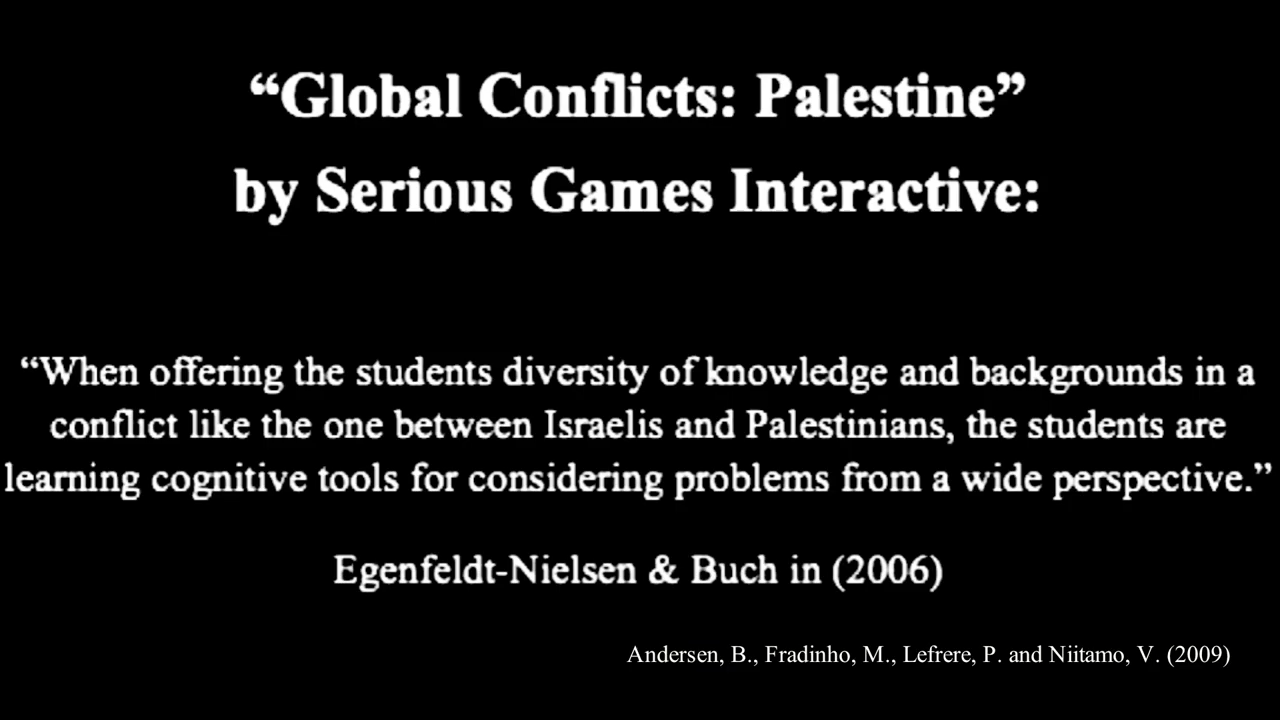 “Global Conflicts: Palestine”
by Serious Games Interactive:
“When offering the students diversity of knowledge and backgrounds in a
conflict like the one between Israelis and Palestinians, the students are
learning cognitive tools for considering problems from a wide perspective.”
Egenfeldt-Nielsen & Buch in (2006)
Andersen, B., Fradinho, M., Lefrere, P. and Niitamo, V. (2009)